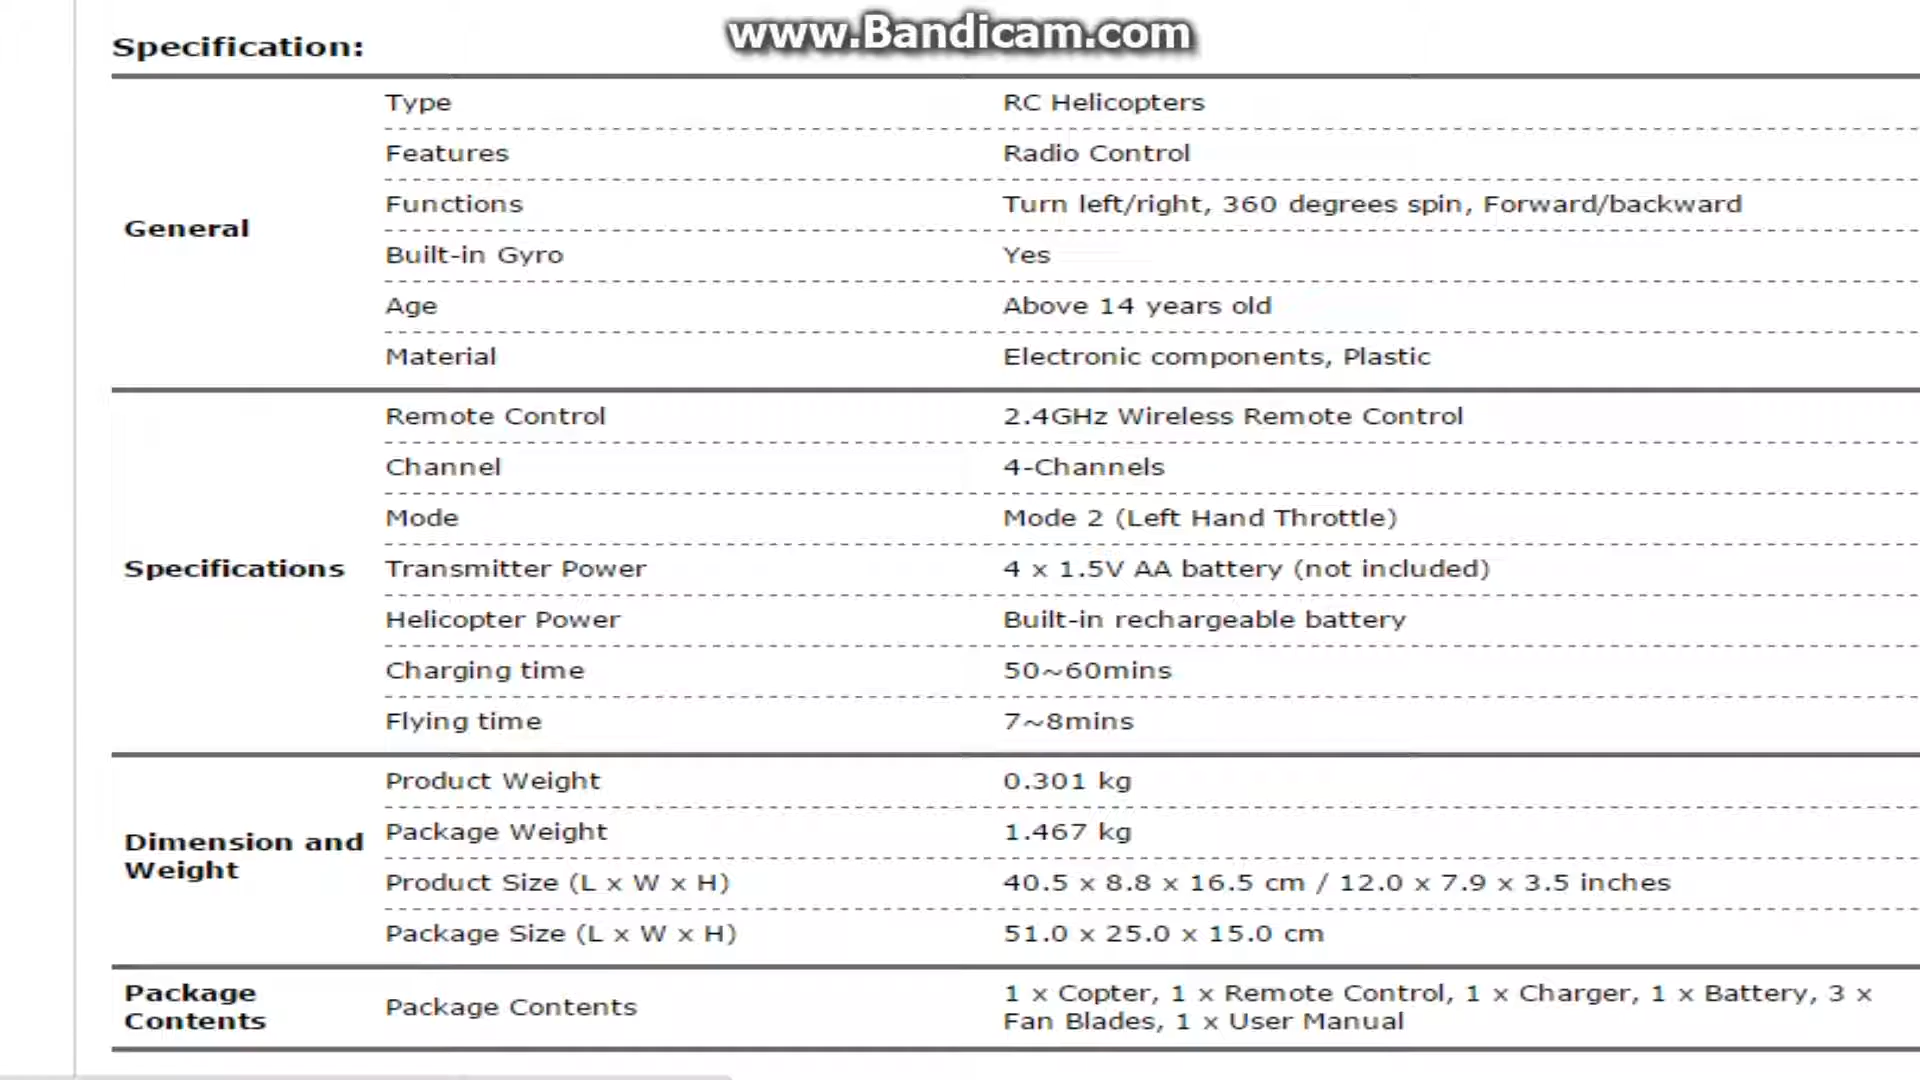 www.Bandicam.com
Specification:
General
Type RC Helicopters
Features Radio Control
Functions Turn left/right, 360 degrees spin, Forward/backward
Built-in Gyro Yes
Age Above 14 years old
Material Electronic components, Plastic
Specifications
Remote Control 2.4GHz Wireless Remote Control
Channel 4-Channels
Mode Mode 2 (Left Hand Throttle)
Transmitter Power 4 x 1.5V AA battery (not included)
Helicopter Power Built-in rechargeable battery
Charging time 50~60mins
Flying time 7~8mins
Dimension and
Weight
Product Weight 0.301 kg
Package Weight 1.467 kg
Product Size (L x W x H) 40.5 x 8.8 x 16.5 cm / 12.0 x 7.9 x 3.5 inches
Package Size (L x W x H) 51.0 x 25.0 x 15.0 cm
Package
Contents
Package Contents
1 x Copter, 1 x Remote Control, 1 x Charger, 1 x Battery, 3 x
Fan Blades, 1 x User Manual